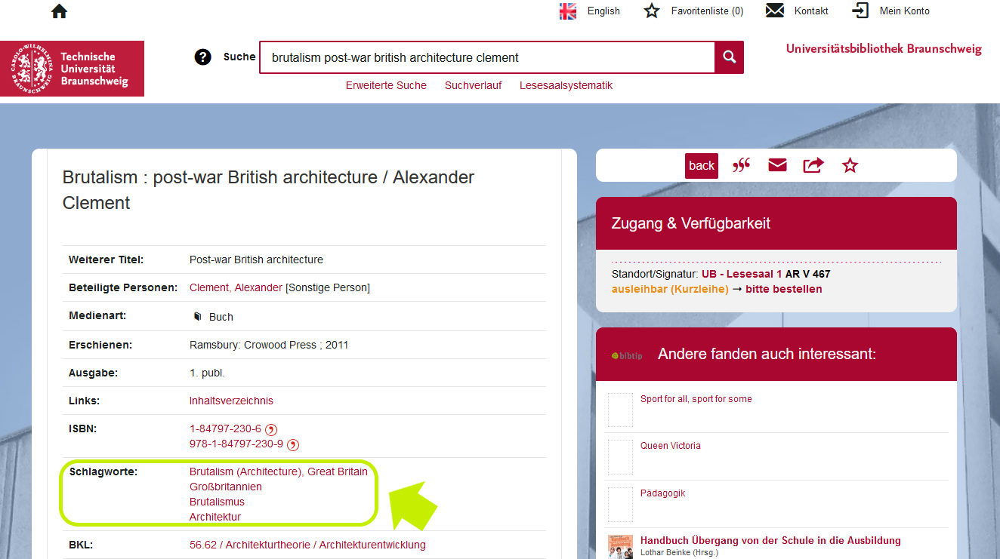 English Favoritenliste (0) Kontakt Mein Konto
CAROLO-WILHELMINA
BRAUNSCHWEIG
Technische
Universität
Braunschweig
? Suche brutalism post-war british architecture clement
Universitätsbibliothek Braunschweig
Erweiterte Suche Suchverlauf Lesesaalsystematik
Brutalism : post-war British architecture / Alexander
Clement
Weiterer Titel: Post-war British architecture
Beteiligte Personen: Clement, Alexander [Sonstige Person]
Medienart: Buch
Erschienen: Ramsbury: Crowood Press ; 2011
Ausgabe: 1. publ.
Links: Inhaltsverzeichnis
ISBN: 1-84797-230-6
978-1-84797-230-9
Schlagworte: Brutalism (Architecture), Great Britain
Großbritannien
Brutalismus
Architektur
BKL: 56.62 / Architekturtheorie / Architekturentwicklung
back
Zugang & Verfügbarkeit
Standort/Signatur: UB - Lesesaal 1 AR V 467
ausleihbar (Kurzleihe) → bitte bestellen
bibtip Andere fanden auch interessant:
Sport for all, sport for some
Queen Victoria
Pädagogik
Handbuch Übergang von der Schule in die Ausbildung
Lothar Beinke (Hrsg.)